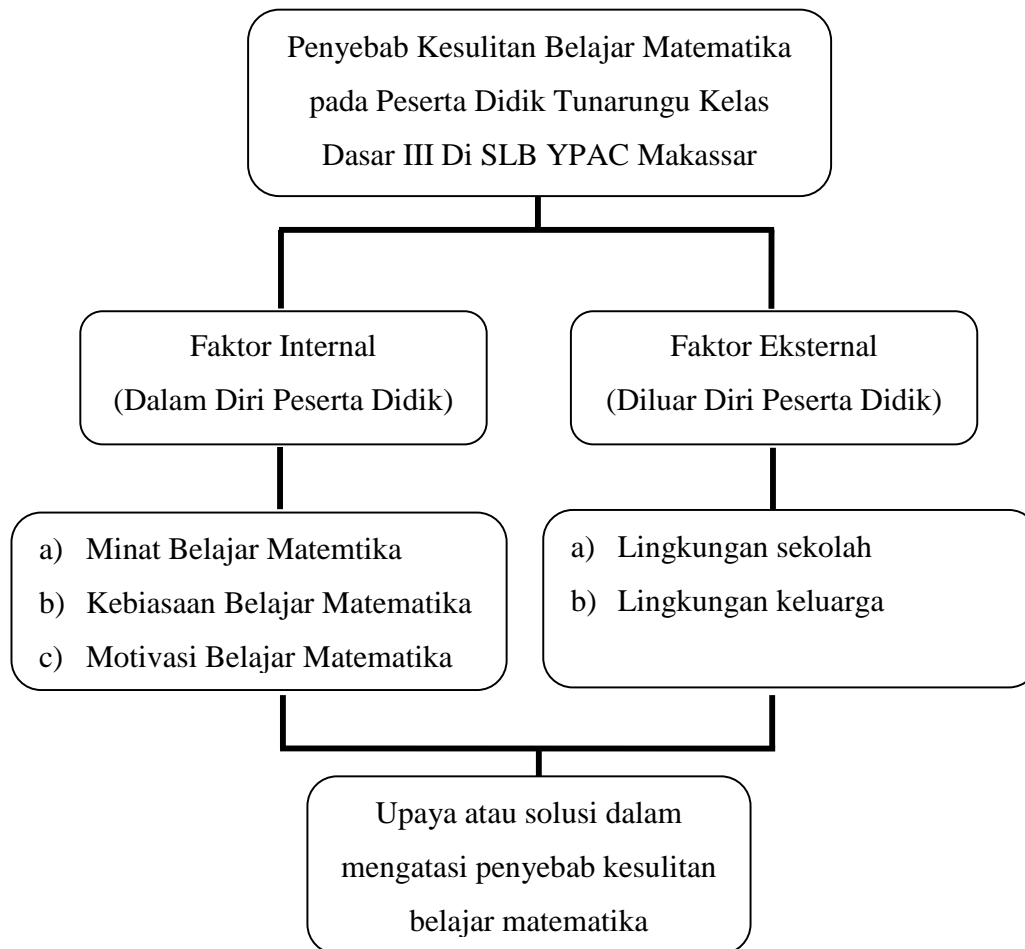 Penyebab Kesulitan Belajar Matematika
pada Peserta Didik Tunarungu Kelas
Dasar III Di SLB YPAC Makassar
Faktor Internal
(Dalam Diri Peserta Didik)
Faktor Eksternal
(Diluar Diri Peserta Didik)
a) Minat Belajar Matemtika
b) Kebiasaan Belajar Matematika
c) Motivasi Belajar Matematika
a) Lingkungan sekolah
b) Lingkungan keluarga
Upaya atau solusi dalam
mengatasi penyebab kesulitan
belajar matematika